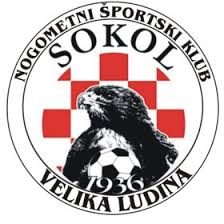 NOGOMETNI ŠPORTSKI KLUB
SOKOL
1936
VELIKA LUDINA